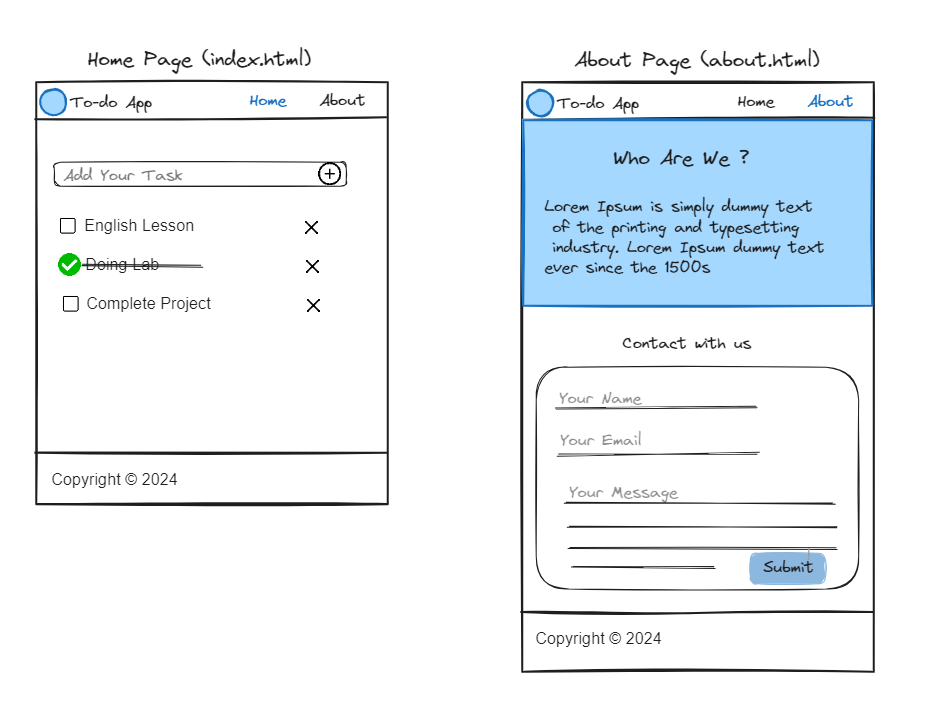 Home Page (index.html)
To-do App Home About
Add Your Task
English Lesson
Doing Lab
Complete Project
Copyright © 2024
About Page (about.html)
To-do App Home About
Who Are We ?
Lorem Ipsum is simply dummy text
of the printing and typesetting
industry. Lorem Ipsum dummy text
ever since the 1500s
Contact with us
Your Name
Your Email
Your Message
Submit
Copyright © 2024